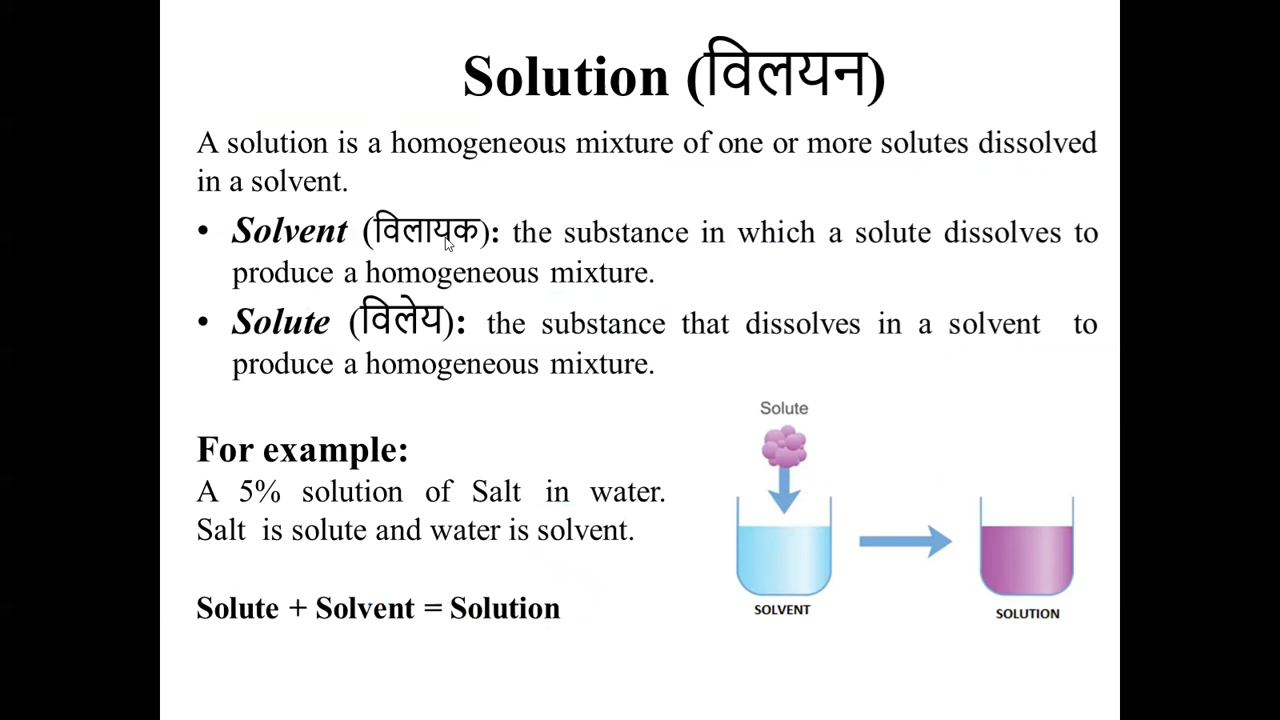 Solution (विलयन)
A solution is a homogeneous mixture of one or more solutes dissolved
in a solvent.
• Solvent (विलायक): the substance in which a solute dissolves to
produce a homogeneous mixture.
• Solute (विलेय): the substance that dissolves in a solvent to
produce a homogeneous mixture.
For example:
A 5% solution of Salt in water.
Salt is solute and water is solvent.
Solute + Solvent = Solution
Solute
SOLVENT
SOLUTION